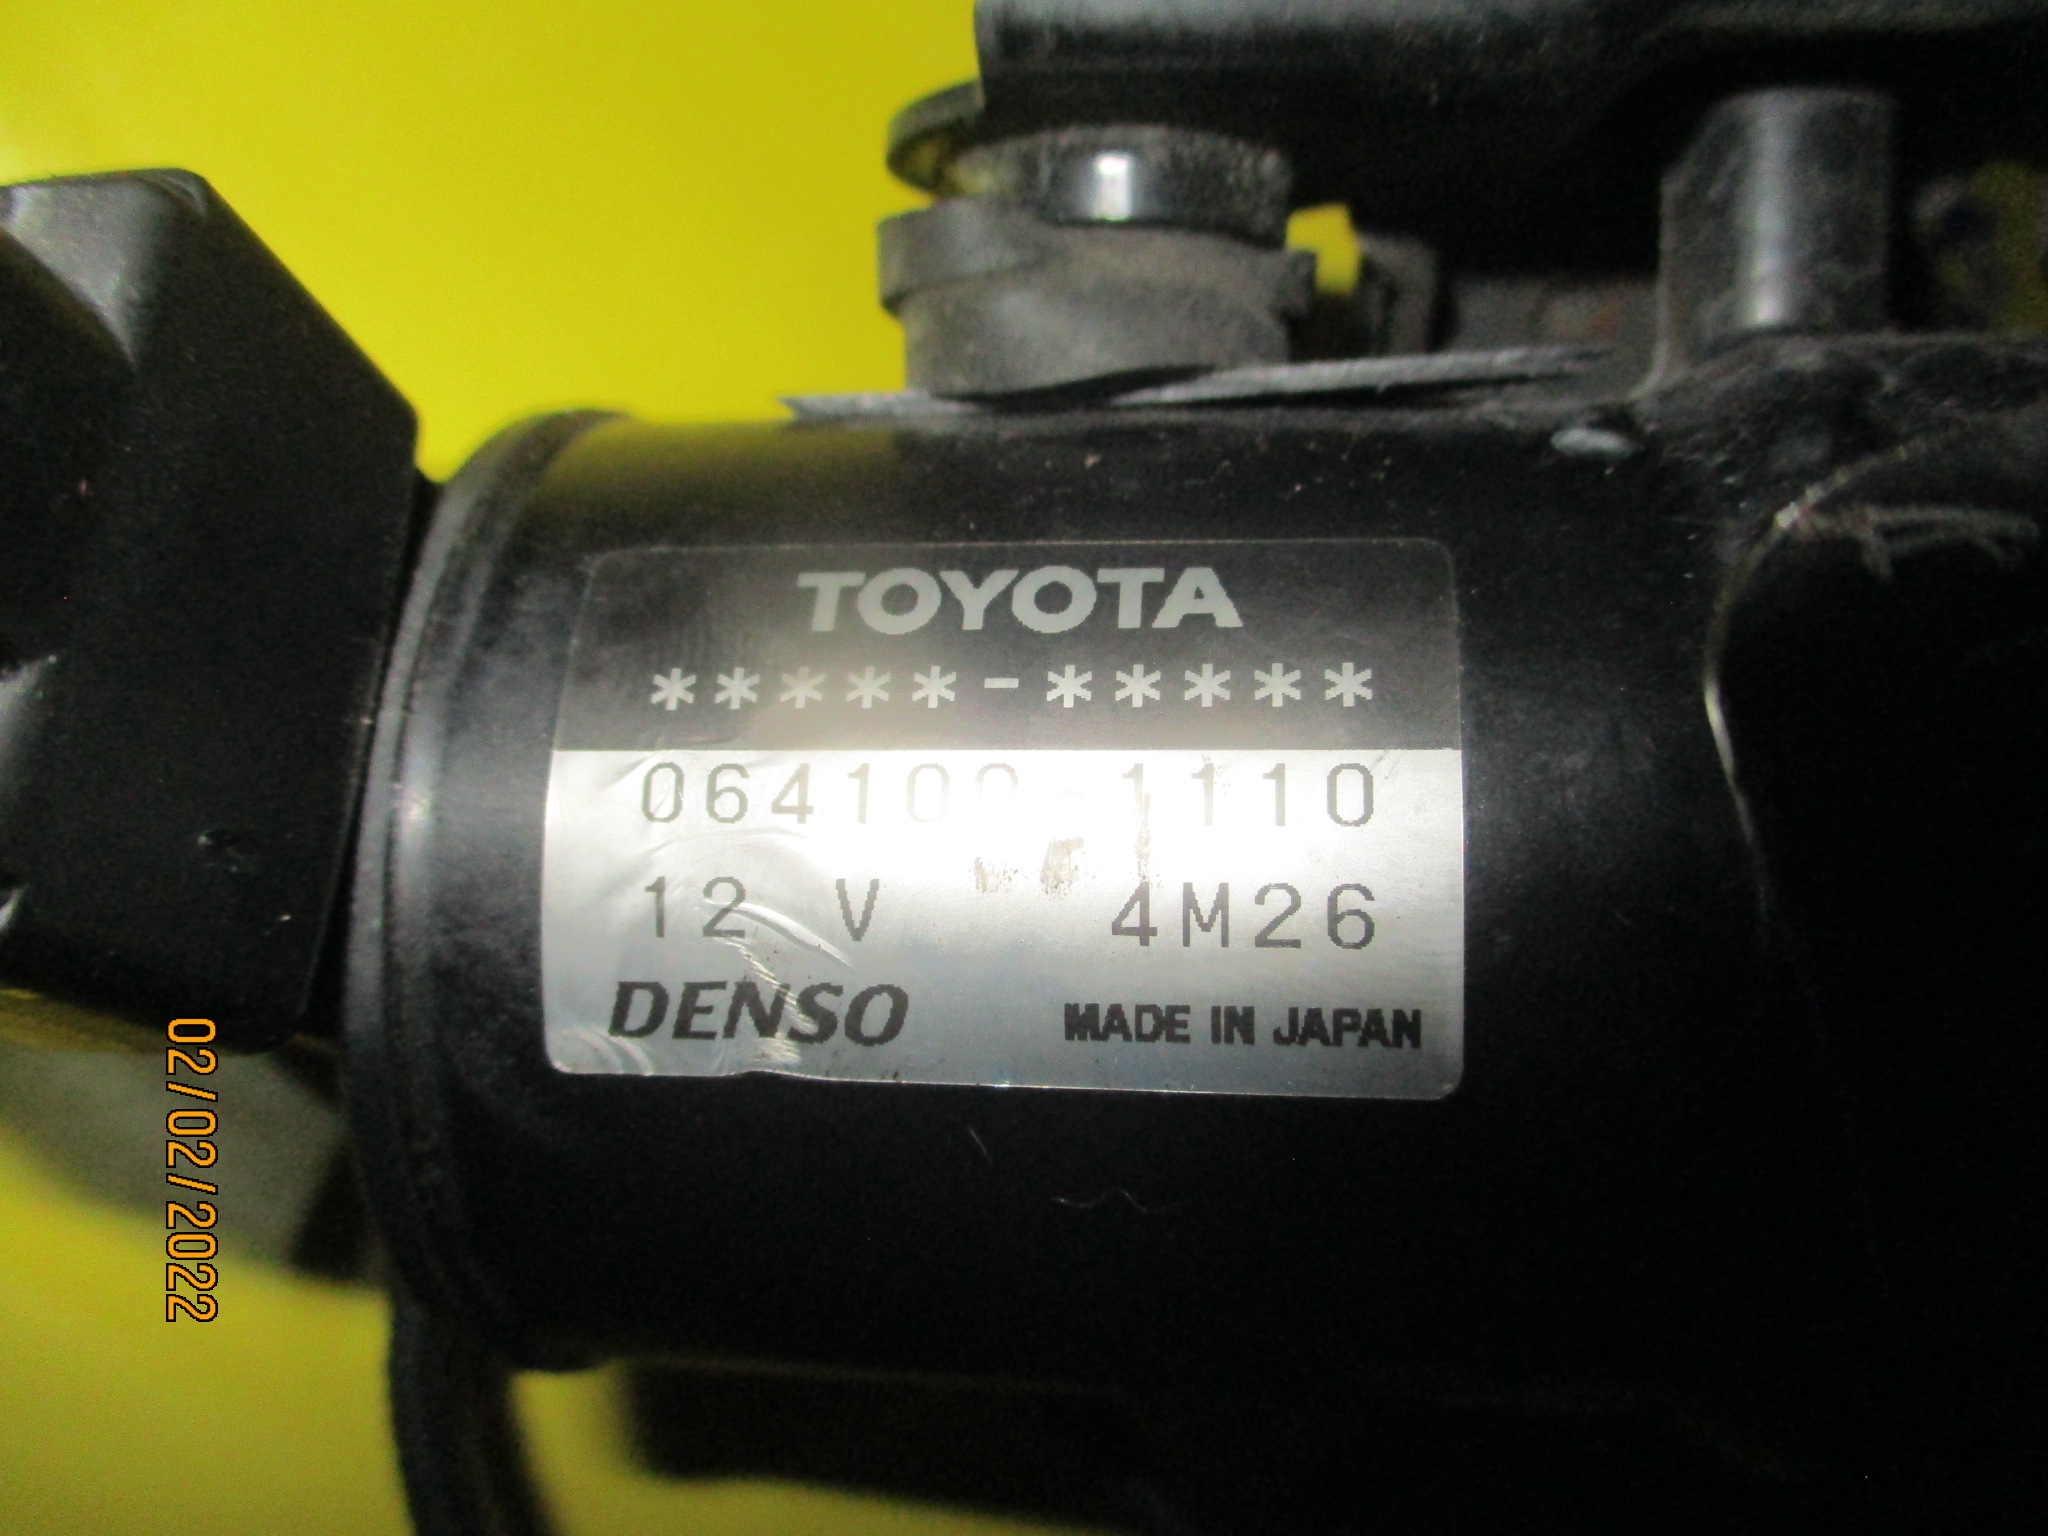 TOYOTA
*****-*****
064100-1110
12 V 4M26
DENSO MADE IN JAPAN
02/02/2022